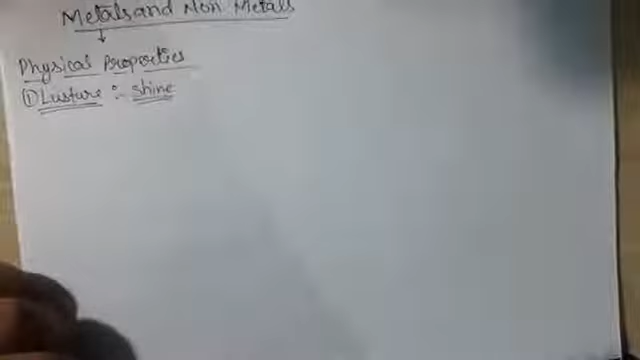 Metals and Non Metals
Physical Properties
① Lusture :- shine